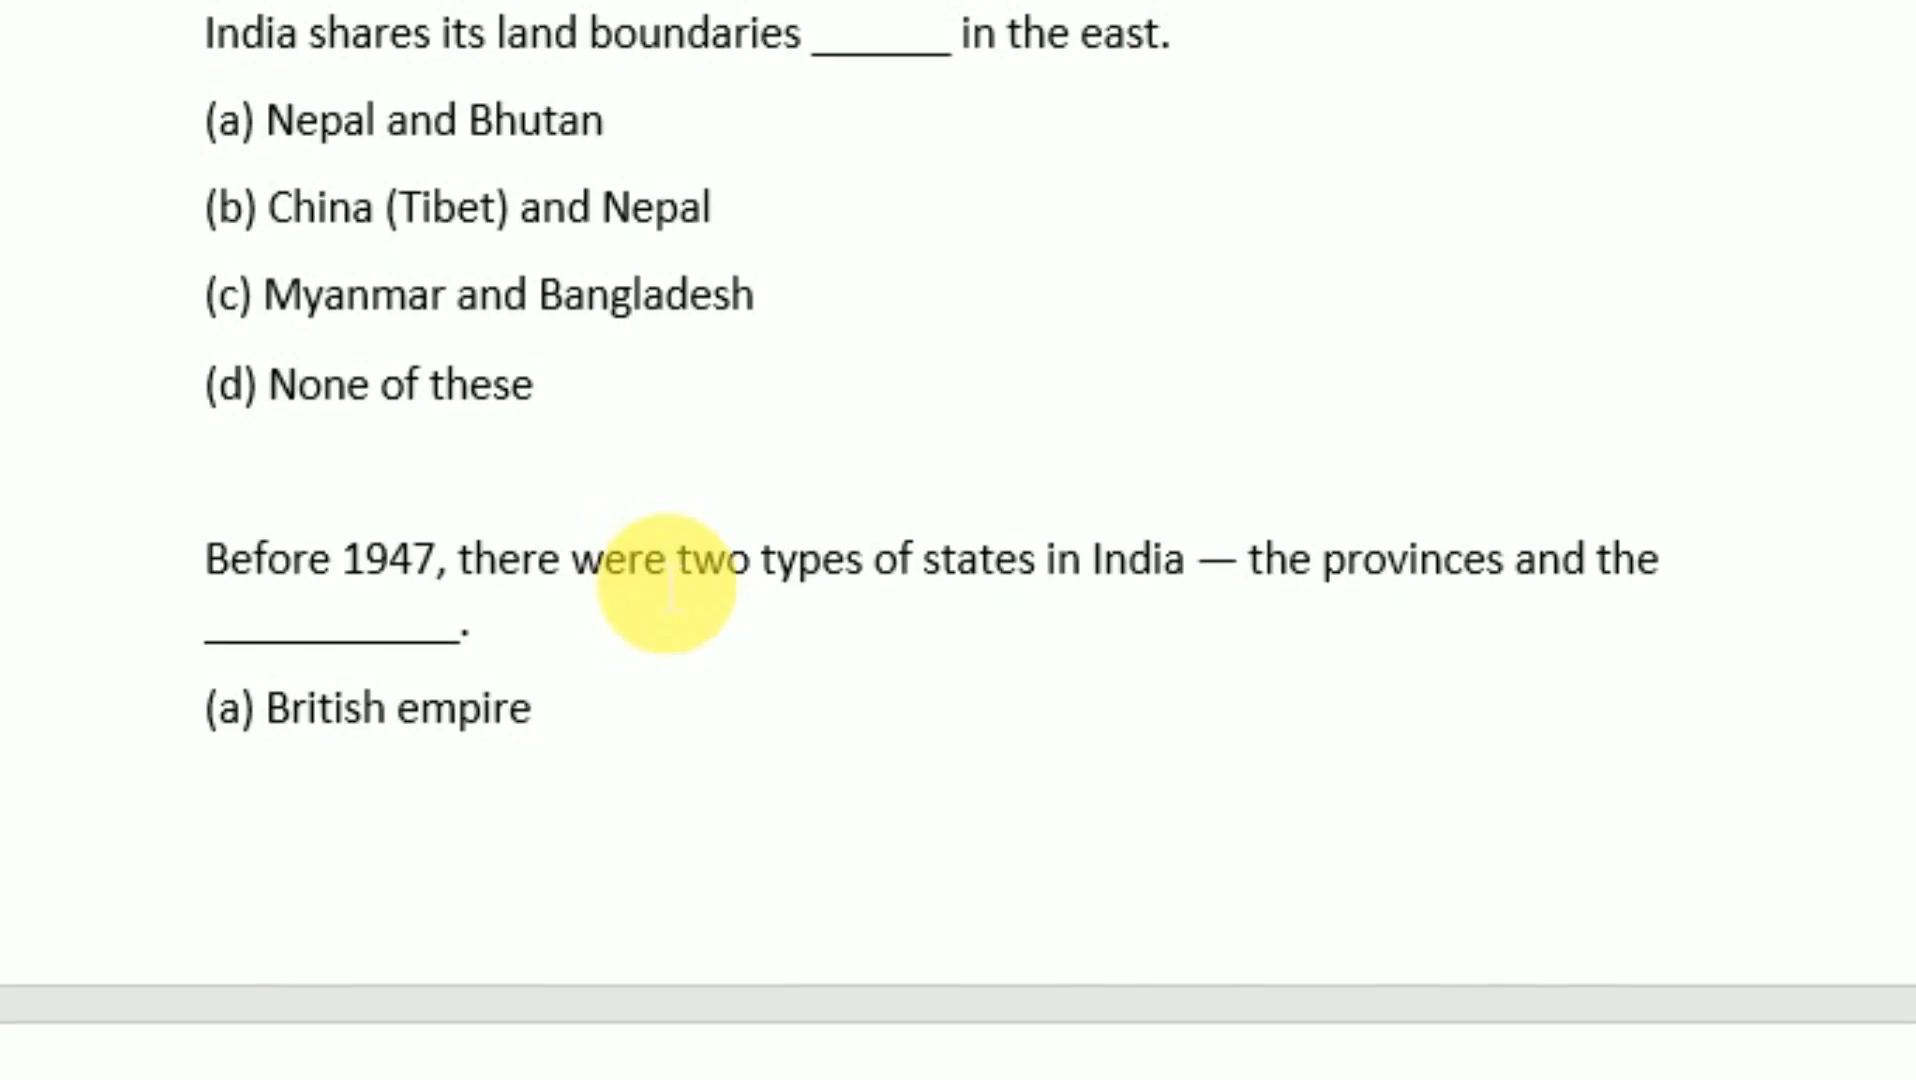 India shares its land boundaries ______ in the east.
(a) Nepal and Bhutan
(b) China (Tibet) and Nepal
(c) Myanmar and Bangladesh
(d) None of these
Before 1947, there were two types of states in India — the provinces and the
___________.
(a) British empire